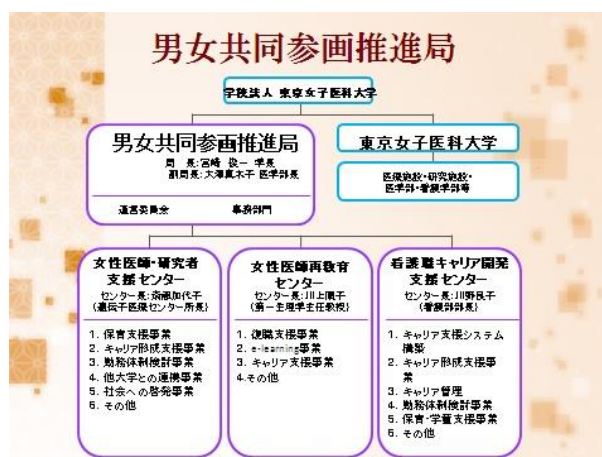 男女共同参画推進局
学校法人 東京女子医科大学
男女共同参画推進局
局 長:宮崎 俊一 学長
副局長:大澤真木子 医学部長
運営委員会 事務部門
東京女子医科大学
医療施設・研究施設・
医学部・看護学部等
女性医師・研究者
支援センター
センター長:斎藤加代子
(遺伝子医療センター所長)
1. 保育支援事業
2. キャリア形成支援事業
3. 勤務体制検討事業
4. 他大学との連携事業
5. 社会への啓発事業
6. その他
女性医師再教育
センター
センター長:川上順子
(第一生理学主任教授)
1. 復職支援事業
2. e-learning事業
3. キャリア支援事業
4.その他
看護職キャリア開発
支援センター
センター長:川野良子
(看護部部長)
1. キャリア支援システム
構築
2. キャリア形成支援事
業
3. キャリア管理
4. 勤務体制検討事業
5. 保育・学童支援事業
6. その他